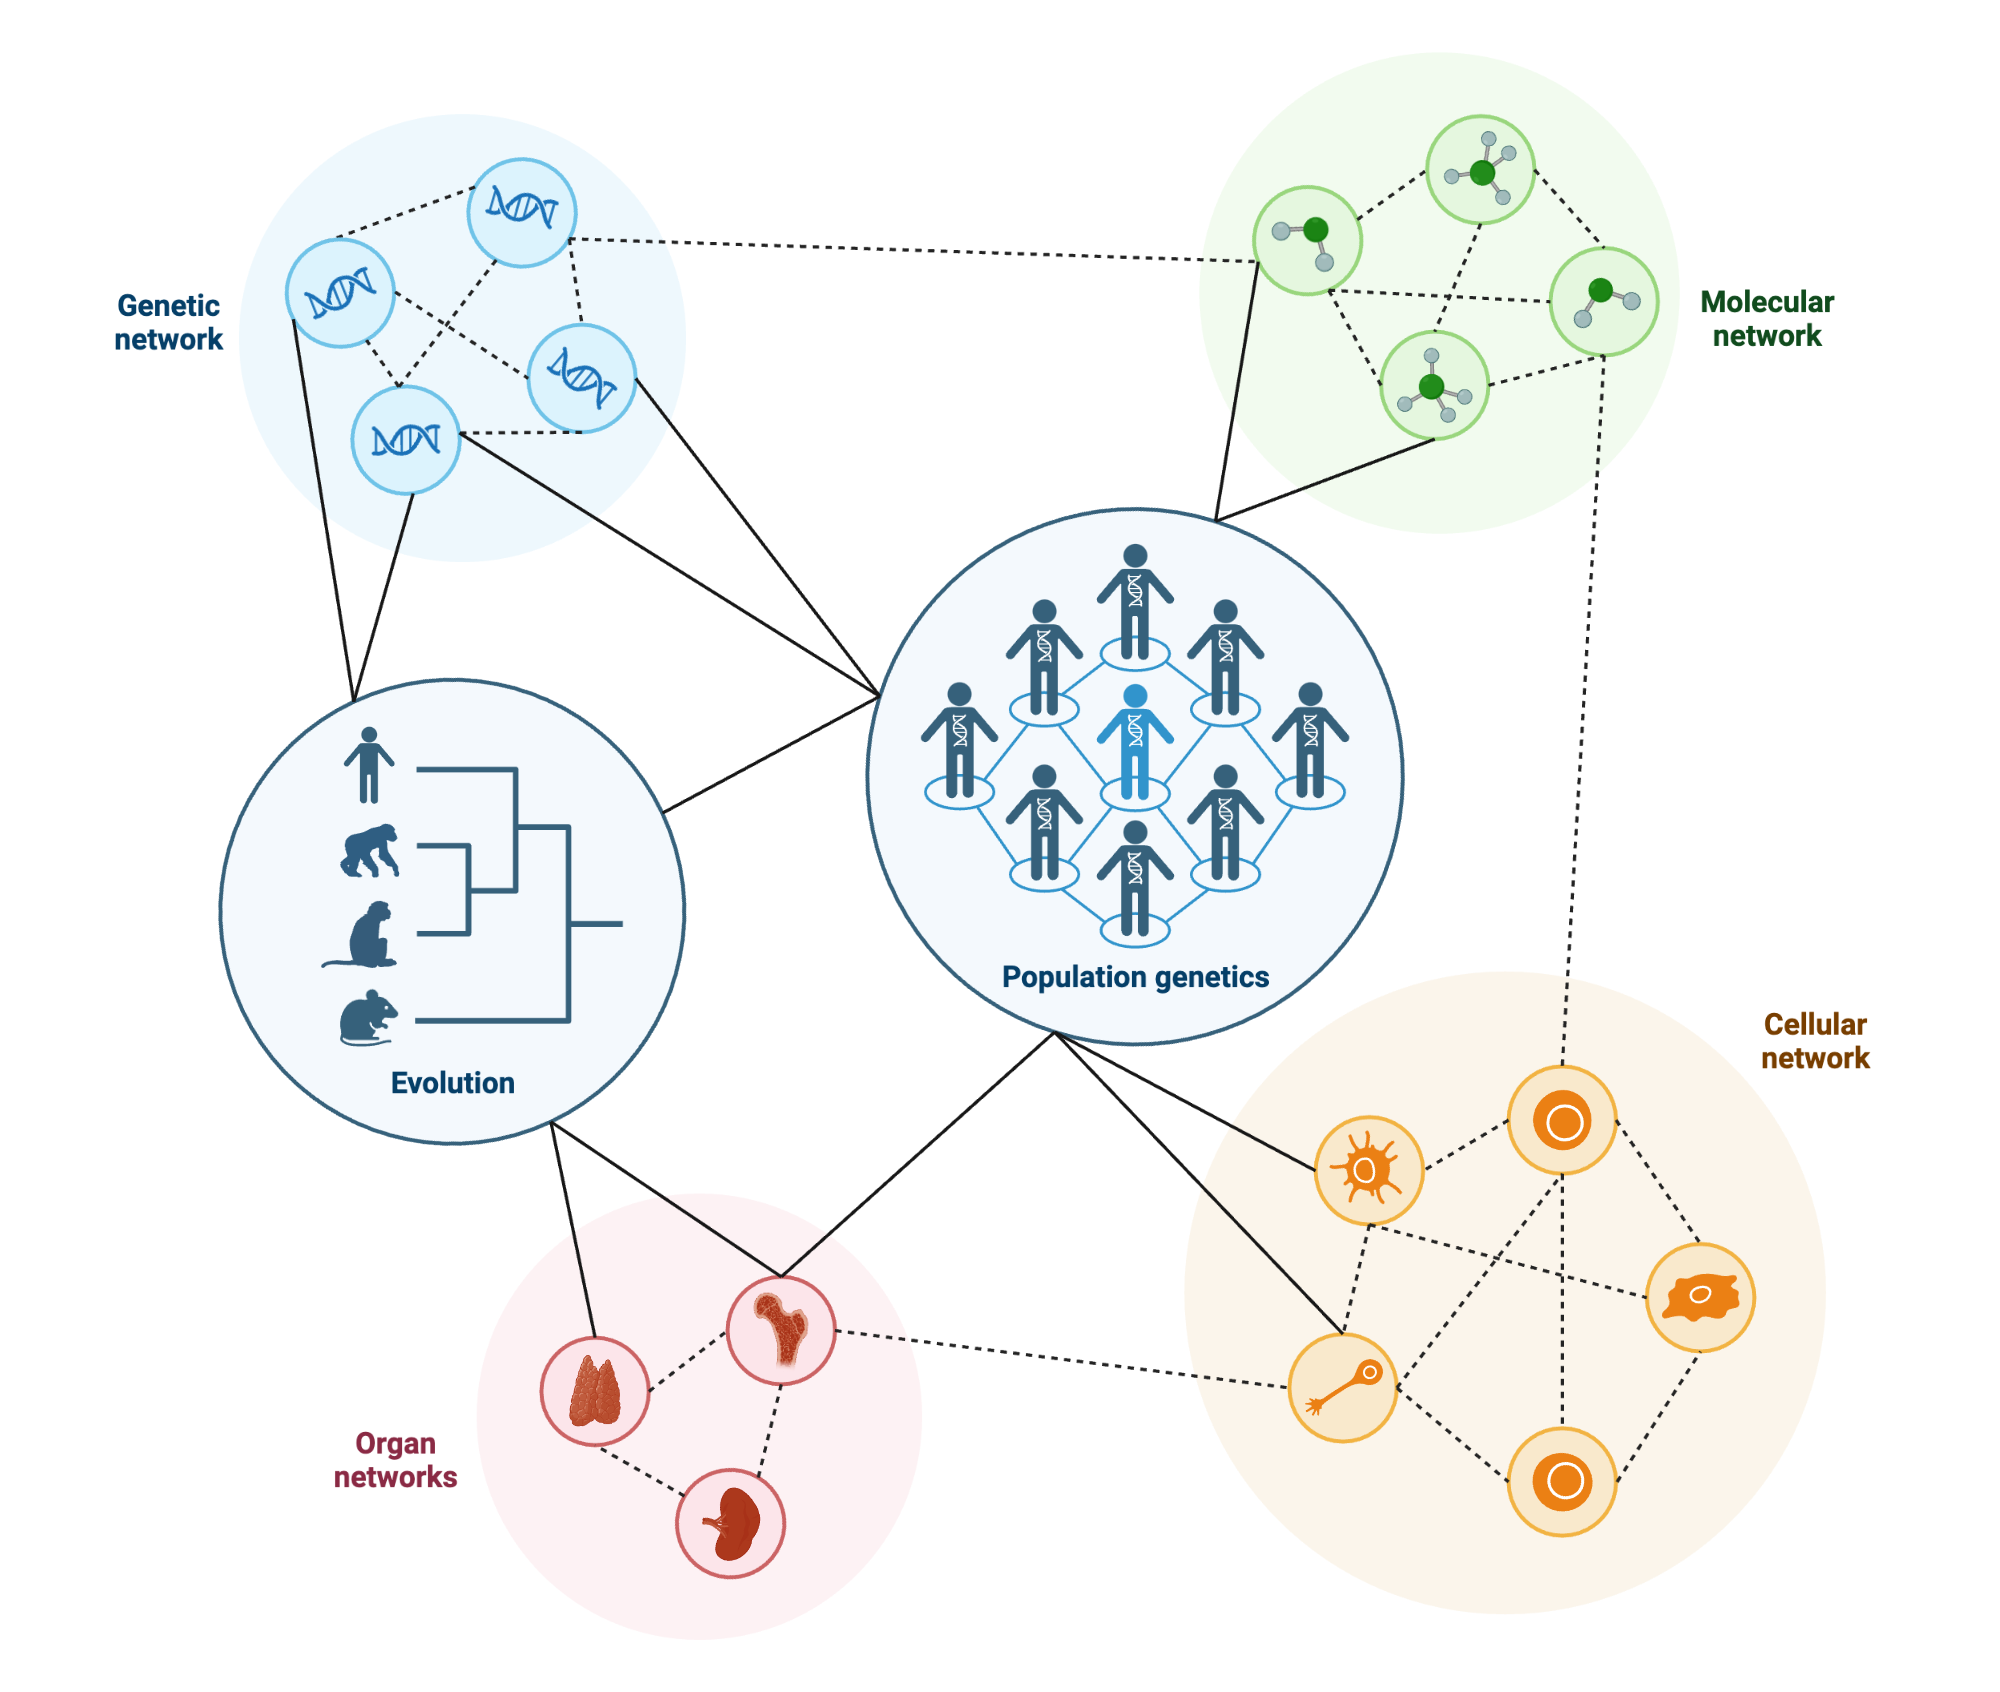 Genetic
network
Molecular
network
Population genetics
Evolution
Cellular
network
Organ
networks